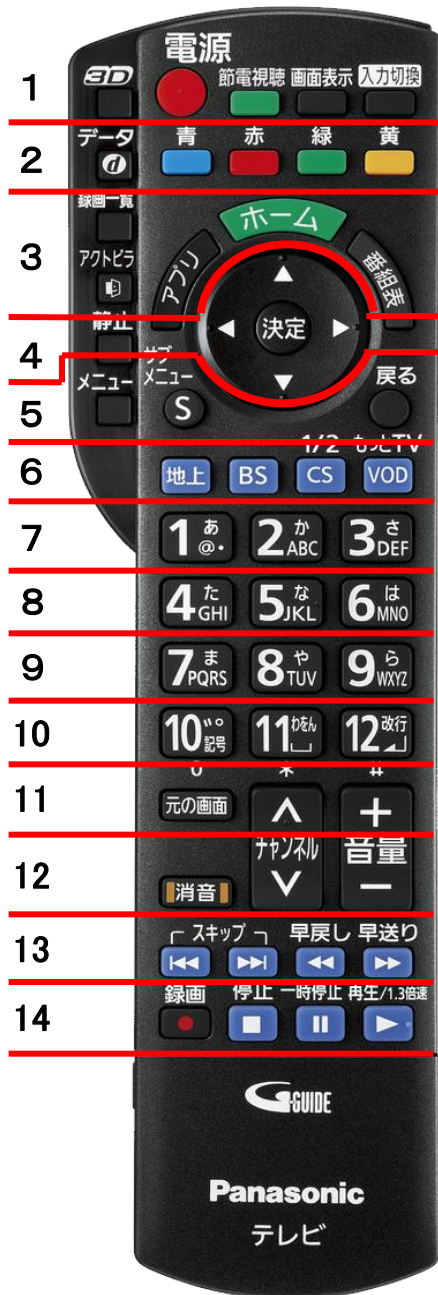 電源
1 3D 節電視聴 画面表示 入力切換
2 データ d 青 赤 緑 黄
録画一覧 ホーム
3 アクトビラ アプリ 番組表
静止 決定
4 サブ
メニュー メニュー 戻る
5 S
1/2 もっとTV
6 地上 BS CS VOD
7 1 あ @. 2 か ABC 3 さ DEF
8 4 た GHI 5 な JKL 6 は MNO
9 7 ま PQRS 8 や TUV 9 ら WXYZ
10 10 ゛゜ 記号 11 わをん 12 改行
0 * #
11 元の画面 +
チャンネル 音量
12 消音 -
スキップ 早戻し 早送り
13
録画 停止 一時停止 再生/1.3倍速
14
G-GUIDE
Panasonic
テレビ